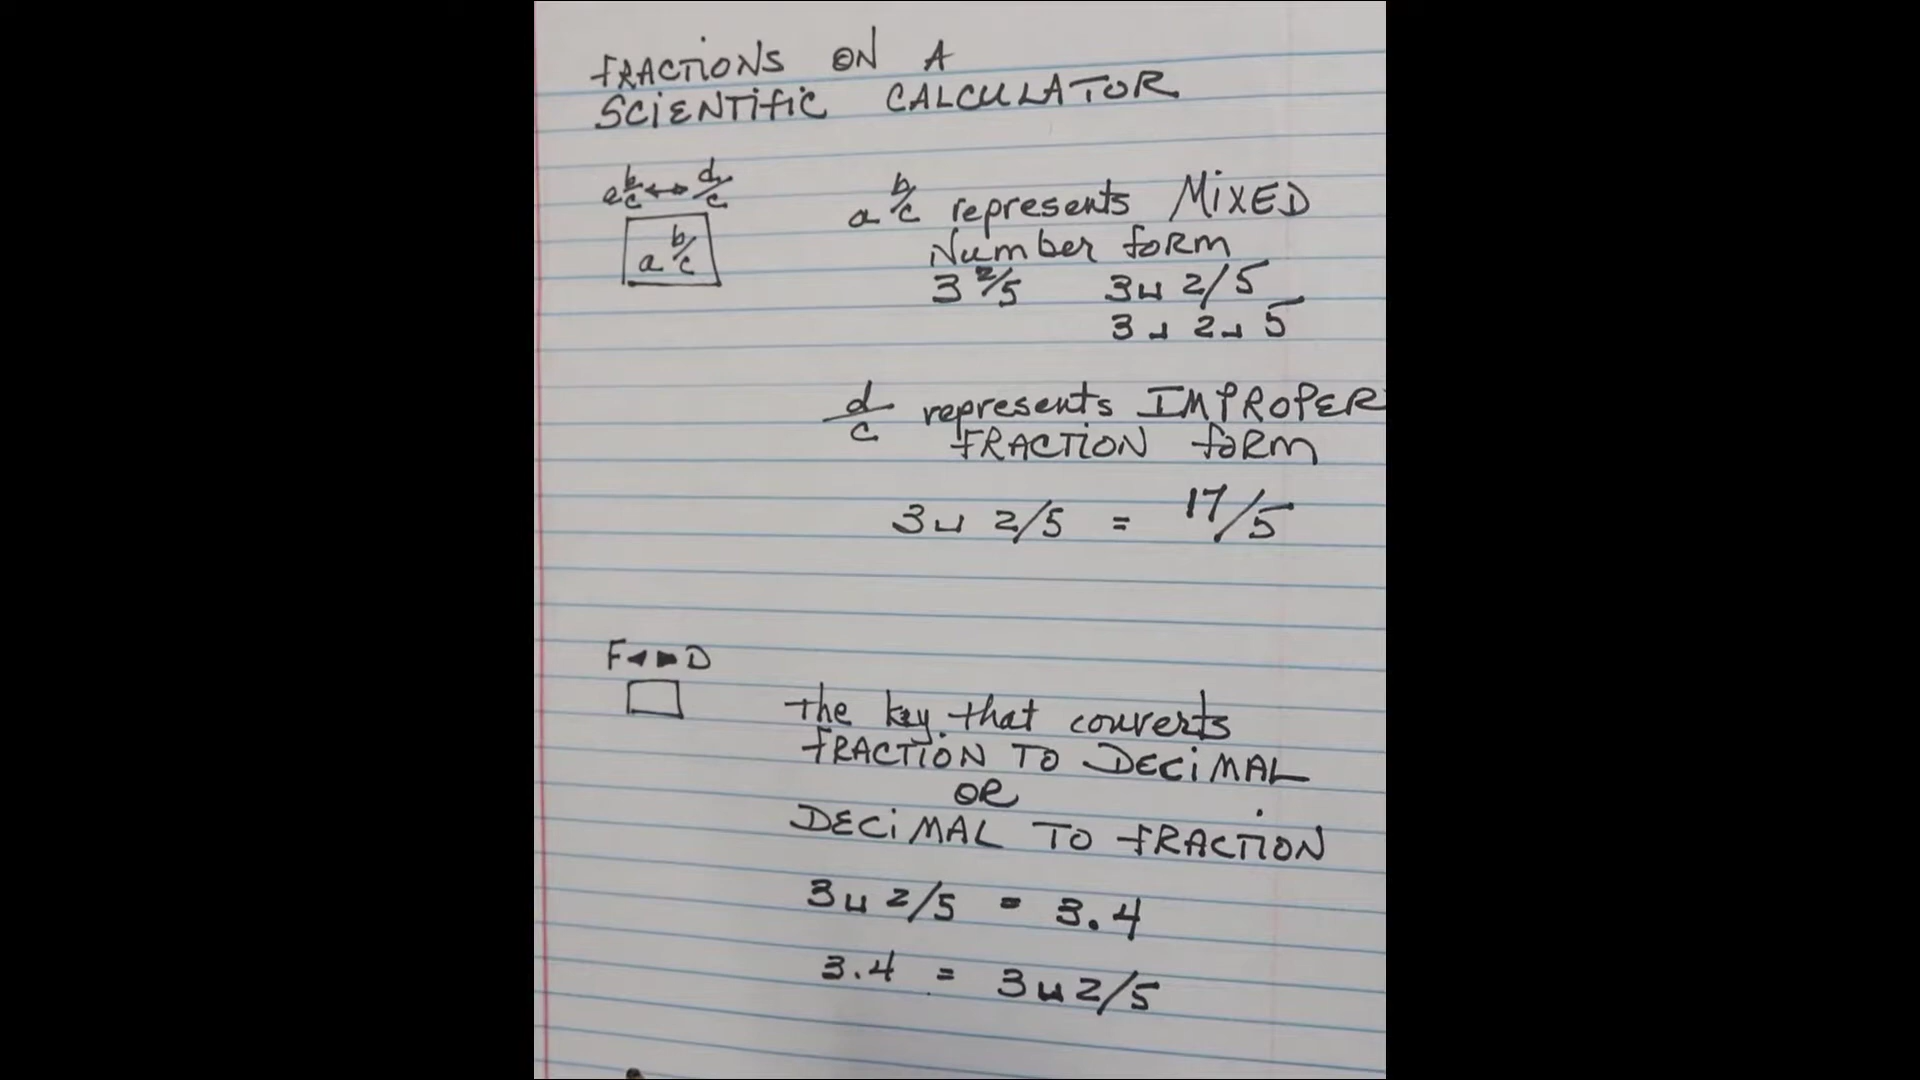 FRACTIONS ON A
SCIENTIFIC CALCULATOR
a b/c ↔ d/c
a b/c
a b/c represents MIXED
Number form
3 2/5 3⊔ 2/5
3 ⅃ 2 ⅃ 5
d/c represents IMPROPER
FRACTION form
3⊔ 2/5 = 17/5
F◄►D
the key that converts
FRACTION TO DECIMAL
OR
DECIMAL TO FRACTION
3⊔ 2/5 = 3.4
3.4 = 3⊔2/5